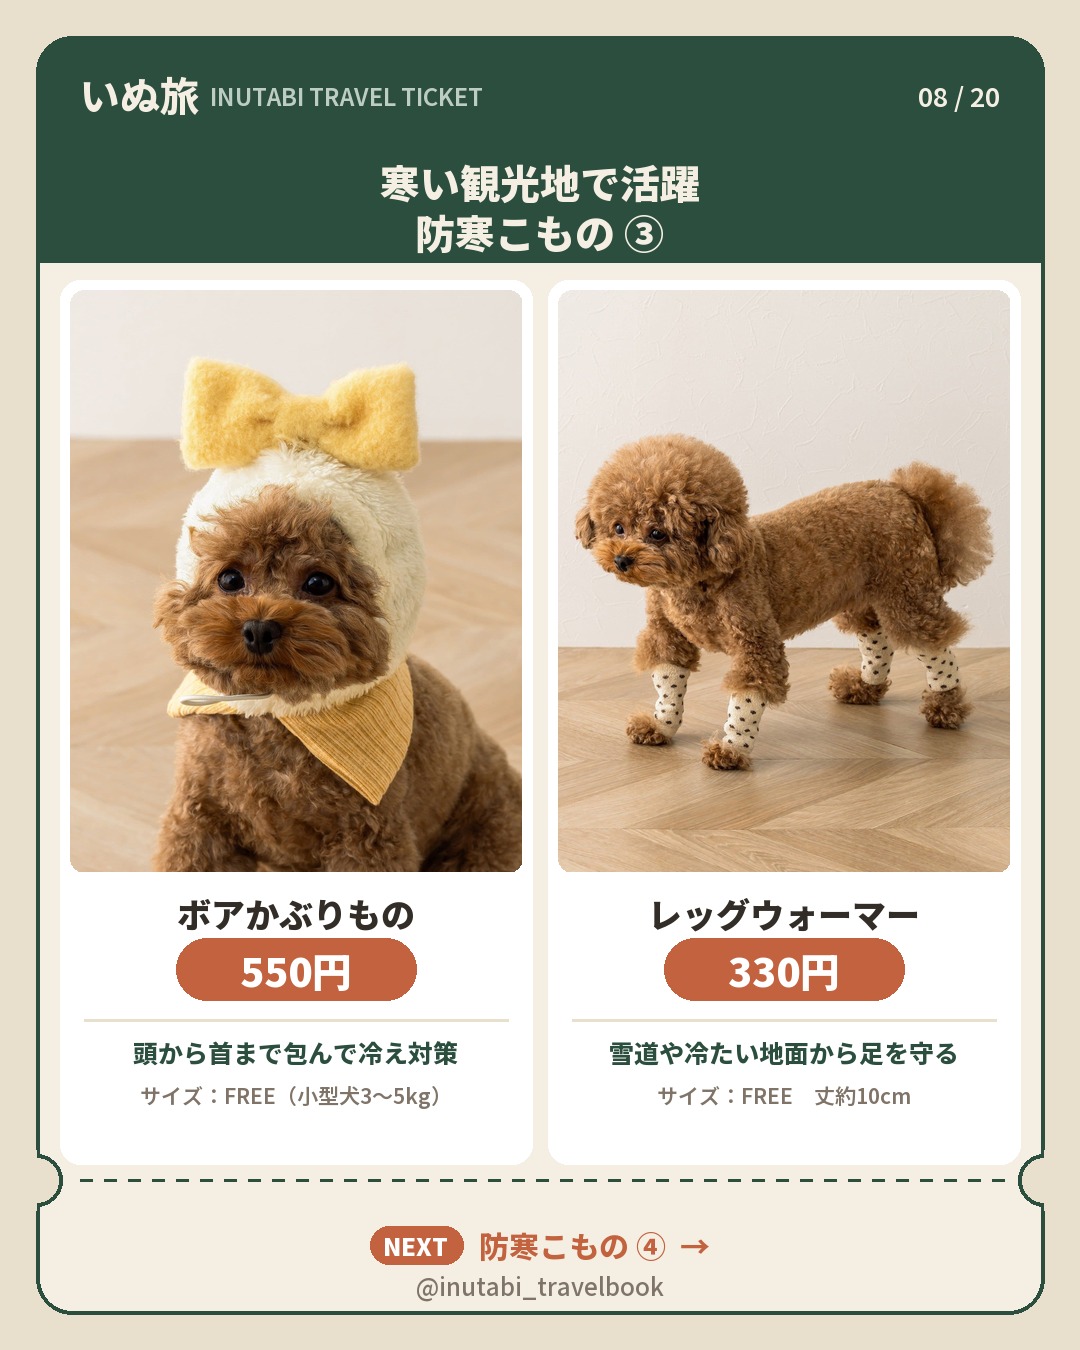 いぬ旅 INUTABI TRAVEL TICKET
08 / 20
寒い観光地で活躍
防寒こもの ③
ボアかぶりもの
550円
頭から首まで包んで冷え対策
サイズ：FREE（小型犬3〜5kg）
レッグウォーマー
330円
雪道や冷たい地面から足を守る
サイズ：FREE　丈約10cm
NEXT 防寒こもの ④ →
@inutabi_travelbook